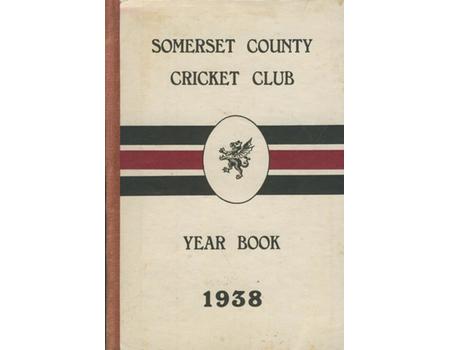 SOMERSET COUNTY
CRICKET CLUB
YEAR BOOK
1938